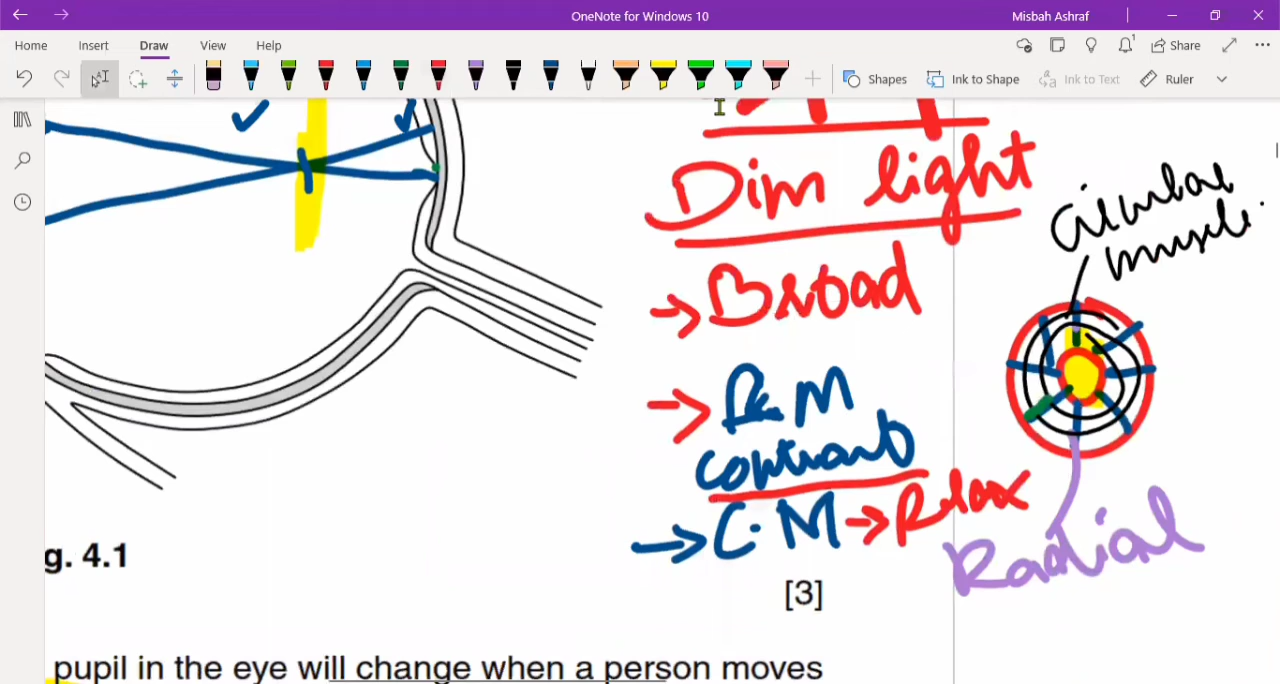 OneNote for Windows 10
Misbah Ashraf
Home Insert Draw View Help
Share
Shapes
Ink to Shape
Ink to Text
Ruler
Dim light
→ Broad
→ R.M
contract
→ C.M → Relax
muscle
Radial
g. 4.1
[3]
pupil in the eye will change when a person moves